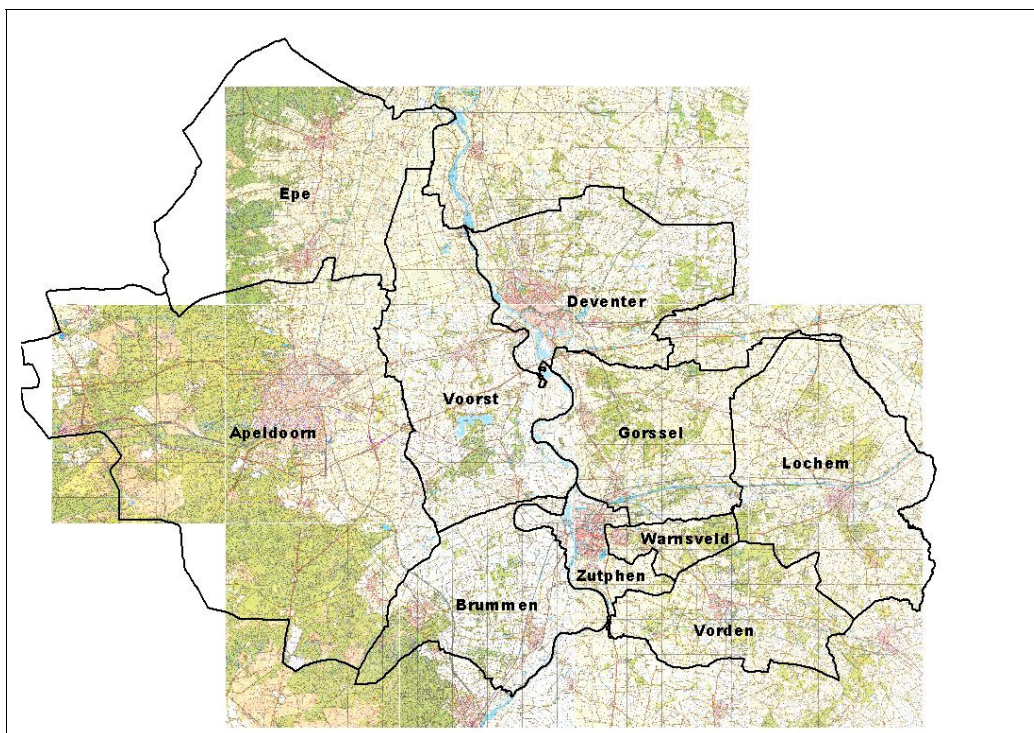 Epe
Deventer
Voorst
Apeldoorn
Gorssel
Lochem
Warnsveld
Zutphen
Brummen
Vorden